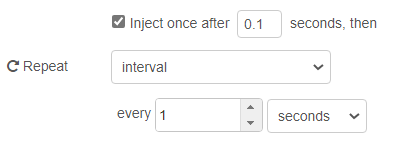 Inject once after 0.1 seconds, then
Repeat interval
every 1 seconds